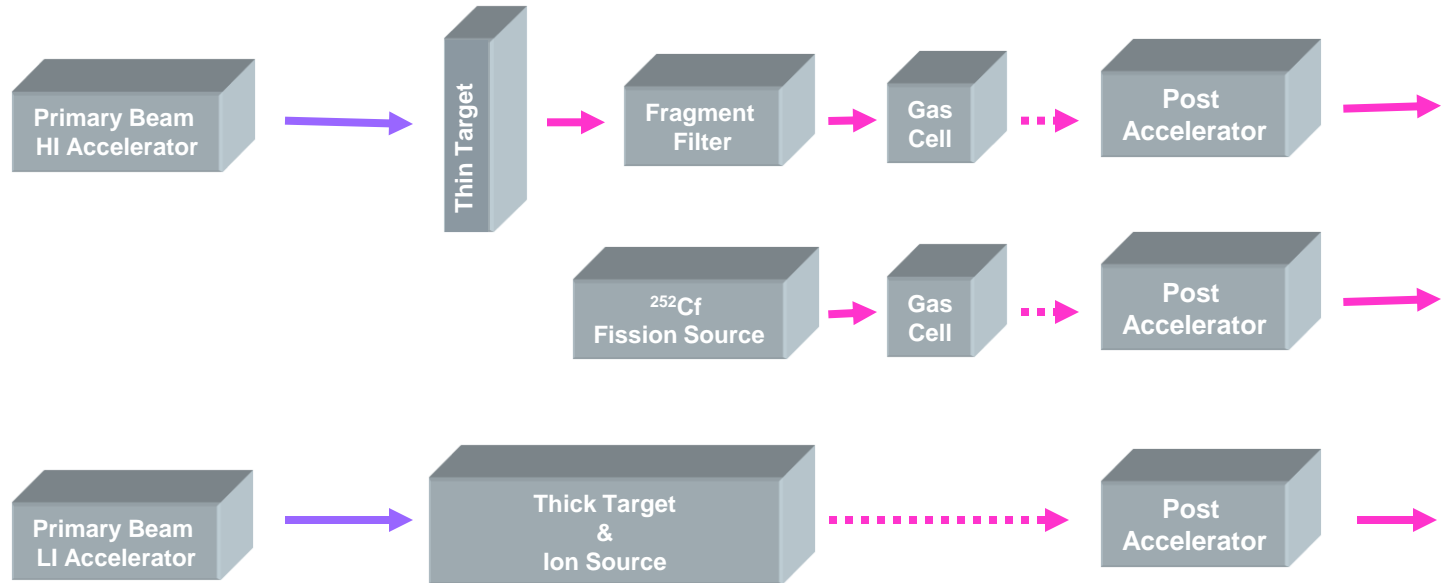 Primary Beam
HI Accelerator
Thin Target
Fragment
Filter
Gas
Cell
Post
Accelerator
²⁵²Cf
Fission Source
Gas
Cell
Post
Accelerator
Primary Beam
LI Accelerator
Thick Target
&
Ion Source
Post
Accelerator